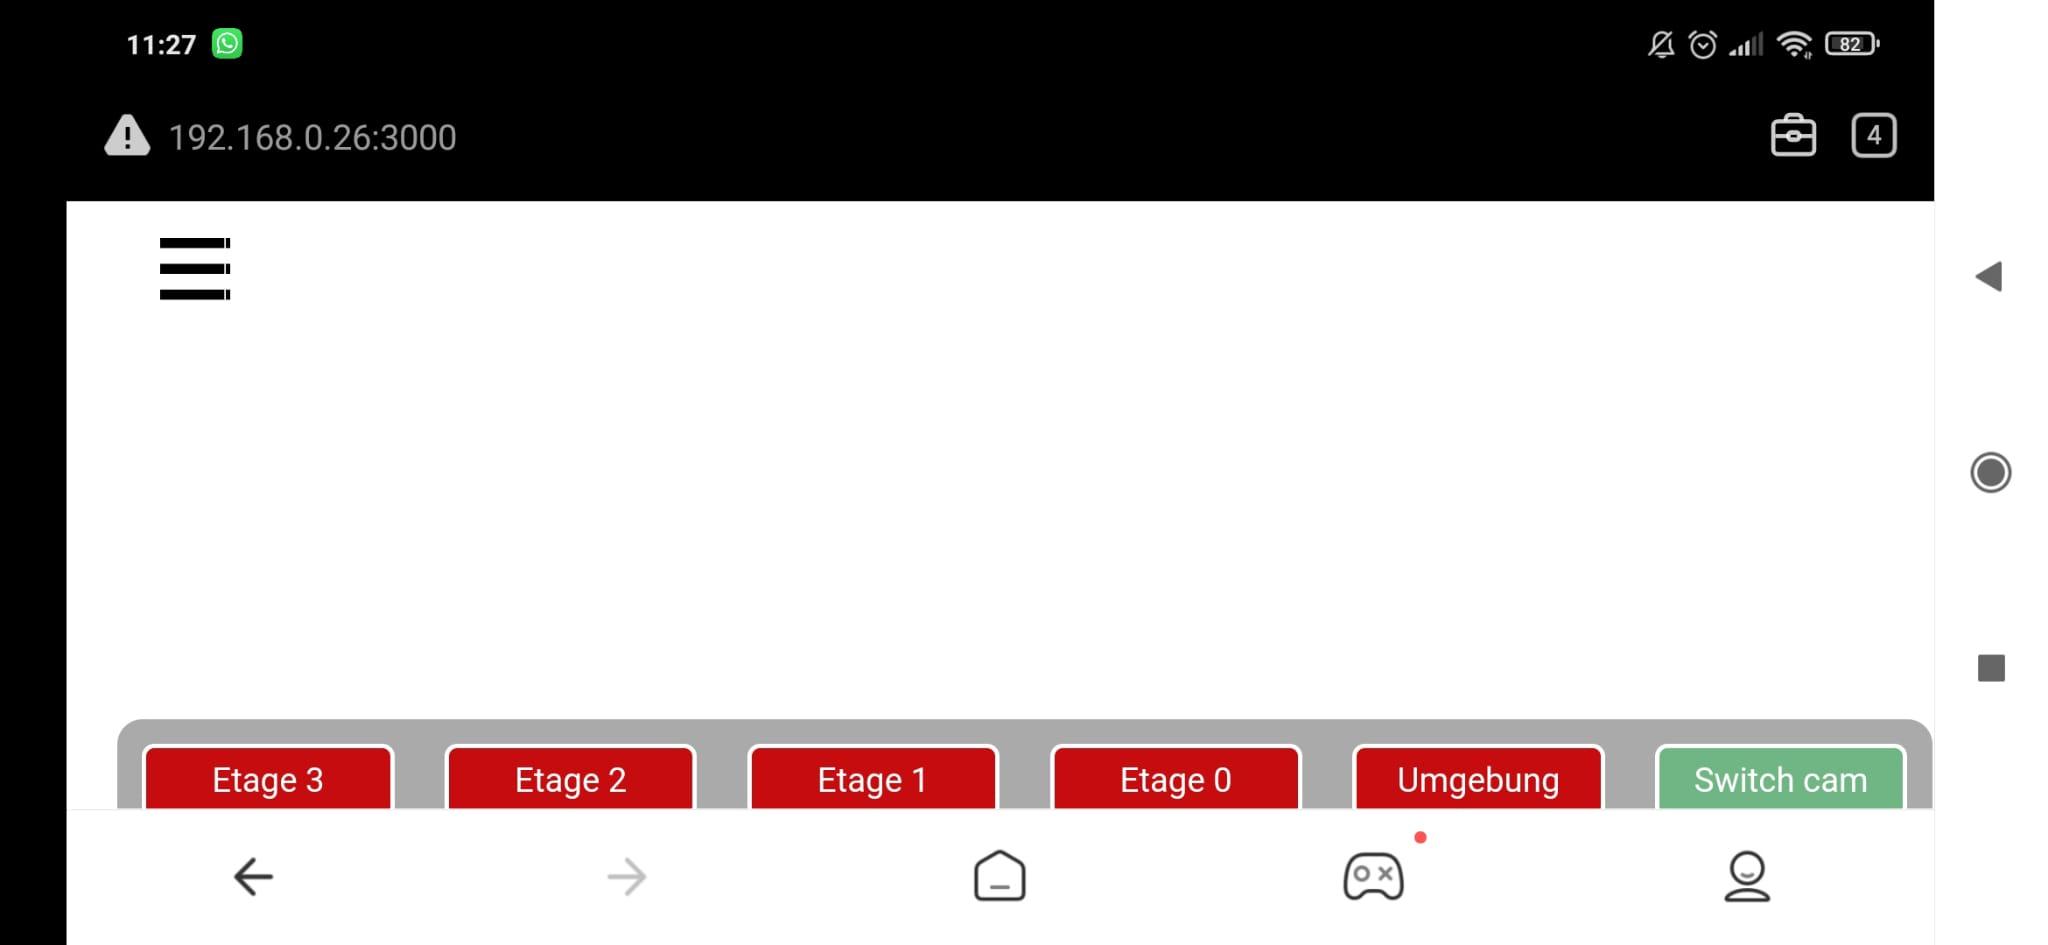 11:27
82
192.168.0.26:3000
4
Etage 3
Etage 2
Etage 1
Etage 0
Umgebung
Switch cam